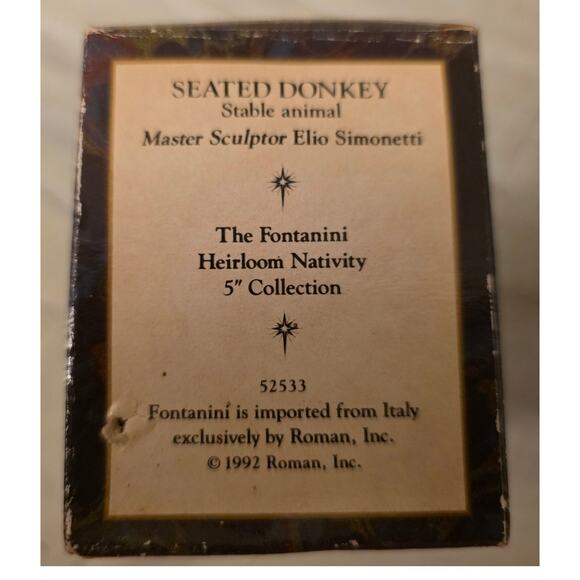 SEATED DONKEY
Stable animal
Master Sculptor Elio Simonetti
The Fontanini
Heirloom Nativity
5" Collection
52533
Fontanini is imported from Italy
exclusively by Roman, Inc.
© 1992 Roman, Inc.